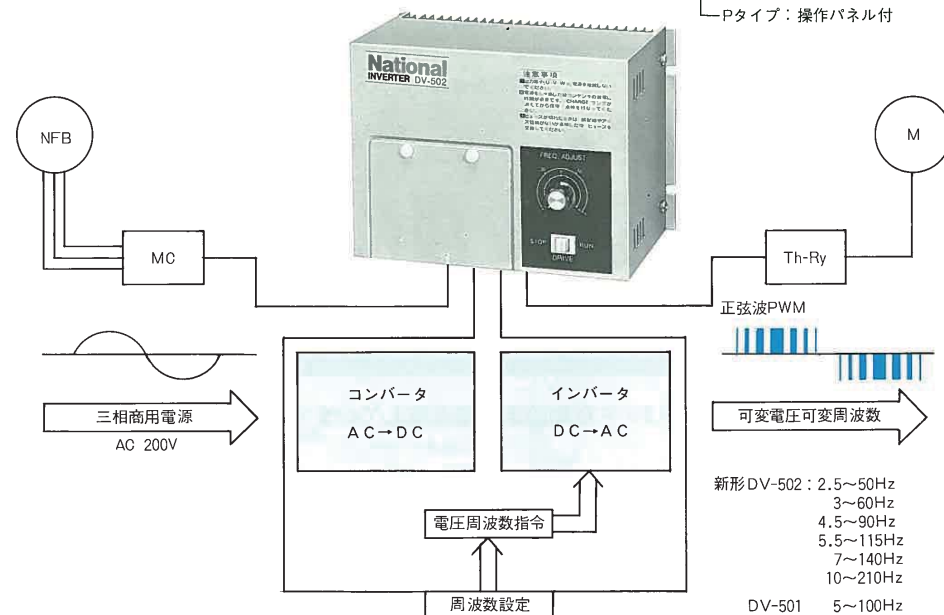 Pタイプ：操作パネル付
National
INVERTER DV-502
注意事項
FREQ. ADJUST
STOP
RUN
DRIVE
NFB
M
MC
Th-Ry
正弦波PWM
コンバータ
AC→DC
インバータ
DC→AC
三相商用電源
AC 200V
可変電圧可変周波数
電圧周波数指令
周波数設定
新形DV-502：2.5～50Hz
3～60Hz
4.5～90Hz
5.5～115Hz
7～140Hz
10～210Hz
DV-501 5～100Hz